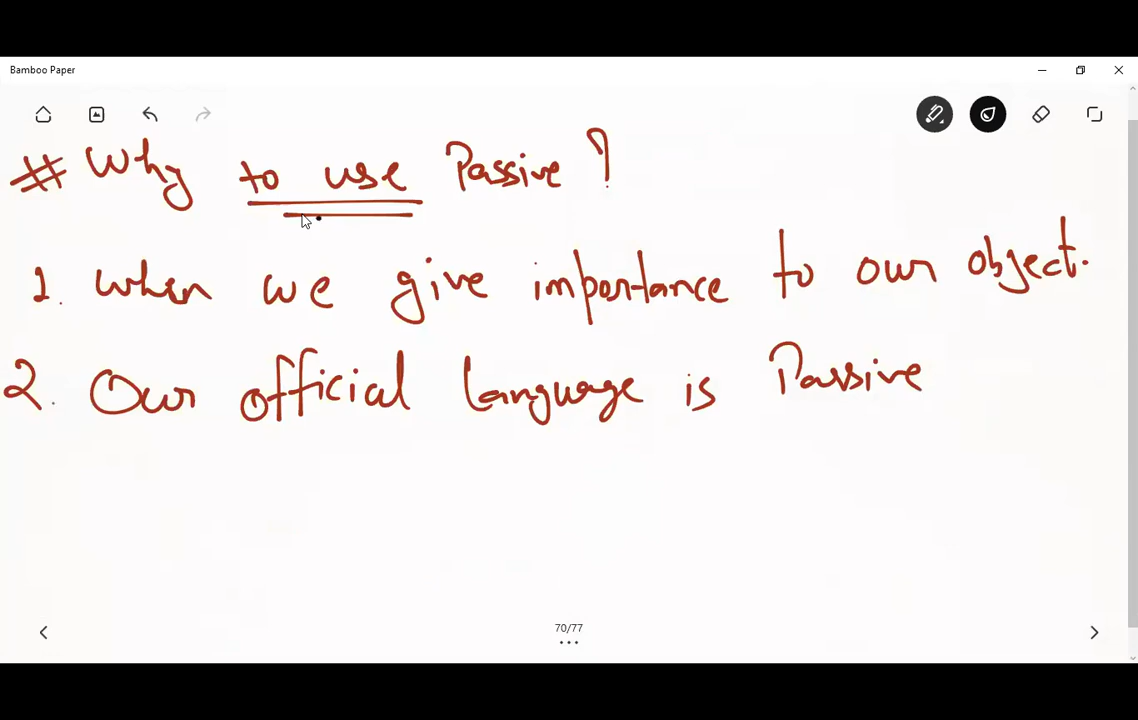 Bamboo Paper
# Why to use Passive?
1. When we give importance to our object.
2. Our official language is Passive
70/77